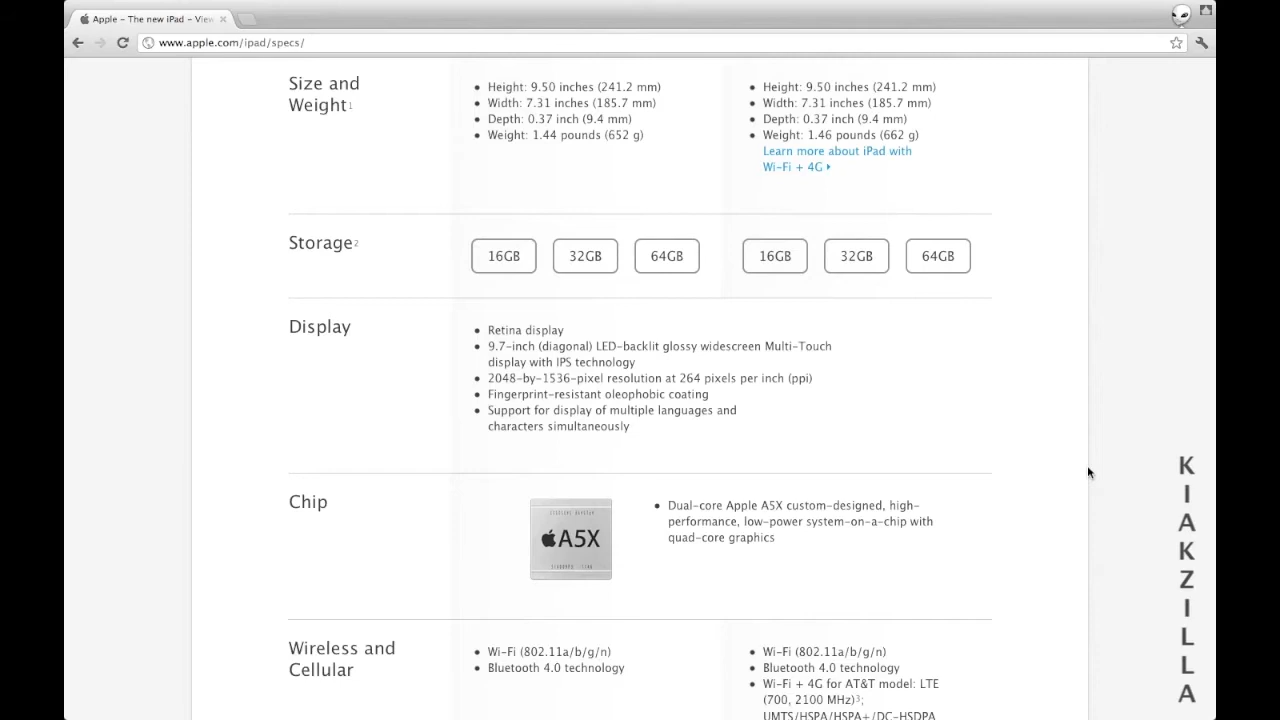 Apple - The new iPad - View
www.apple.com/ipad/specs/
Size and
Weight1
Height: 9.50 inches (241.2 mm)
Width: 7.31 inches (185.7 mm)
Depth: 0.37 inch (9.4 mm)
Weight: 1.44 pounds (652 g)
Height: 9.50 inches (241.2 mm)
Width: 7.31 inches (185.7 mm)
Depth: 0.37 inch (9.4 mm)
Weight: 1.46 pounds (662 g)
Learn more about iPad with
Wi-Fi + 4G
Storage2
16GB 32GB 64GB 16GB 32GB 64GB
Display
Retina display
9.7-inch (diagonal) LED-backlit glossy widescreen Multi-Touch
display with IPS technology
2048-by-1536-pixel resolution at 264 pixels per inch (ppi)
Fingerprint-resistant oleophobic coating
Support for display of multiple languages and
characters simultaneously
Chip
A5X
Dual-core Apple A5X custom-designed, high-
performance, low-power system-on-a-chip with
quad-core graphics
Wireless and
Cellular
Wi-Fi (802.11a/b/g/n)
Bluetooth 4.0 technology
Wi-Fi (802.11a/b/g/n)
Bluetooth 4.0 technology
Wi-Fi + 4G for AT&T model: LTE
(700, 2100 MHz)3;
UMTS/HSPA/HSPA+/DC-HSDPA
KIAKZILLA